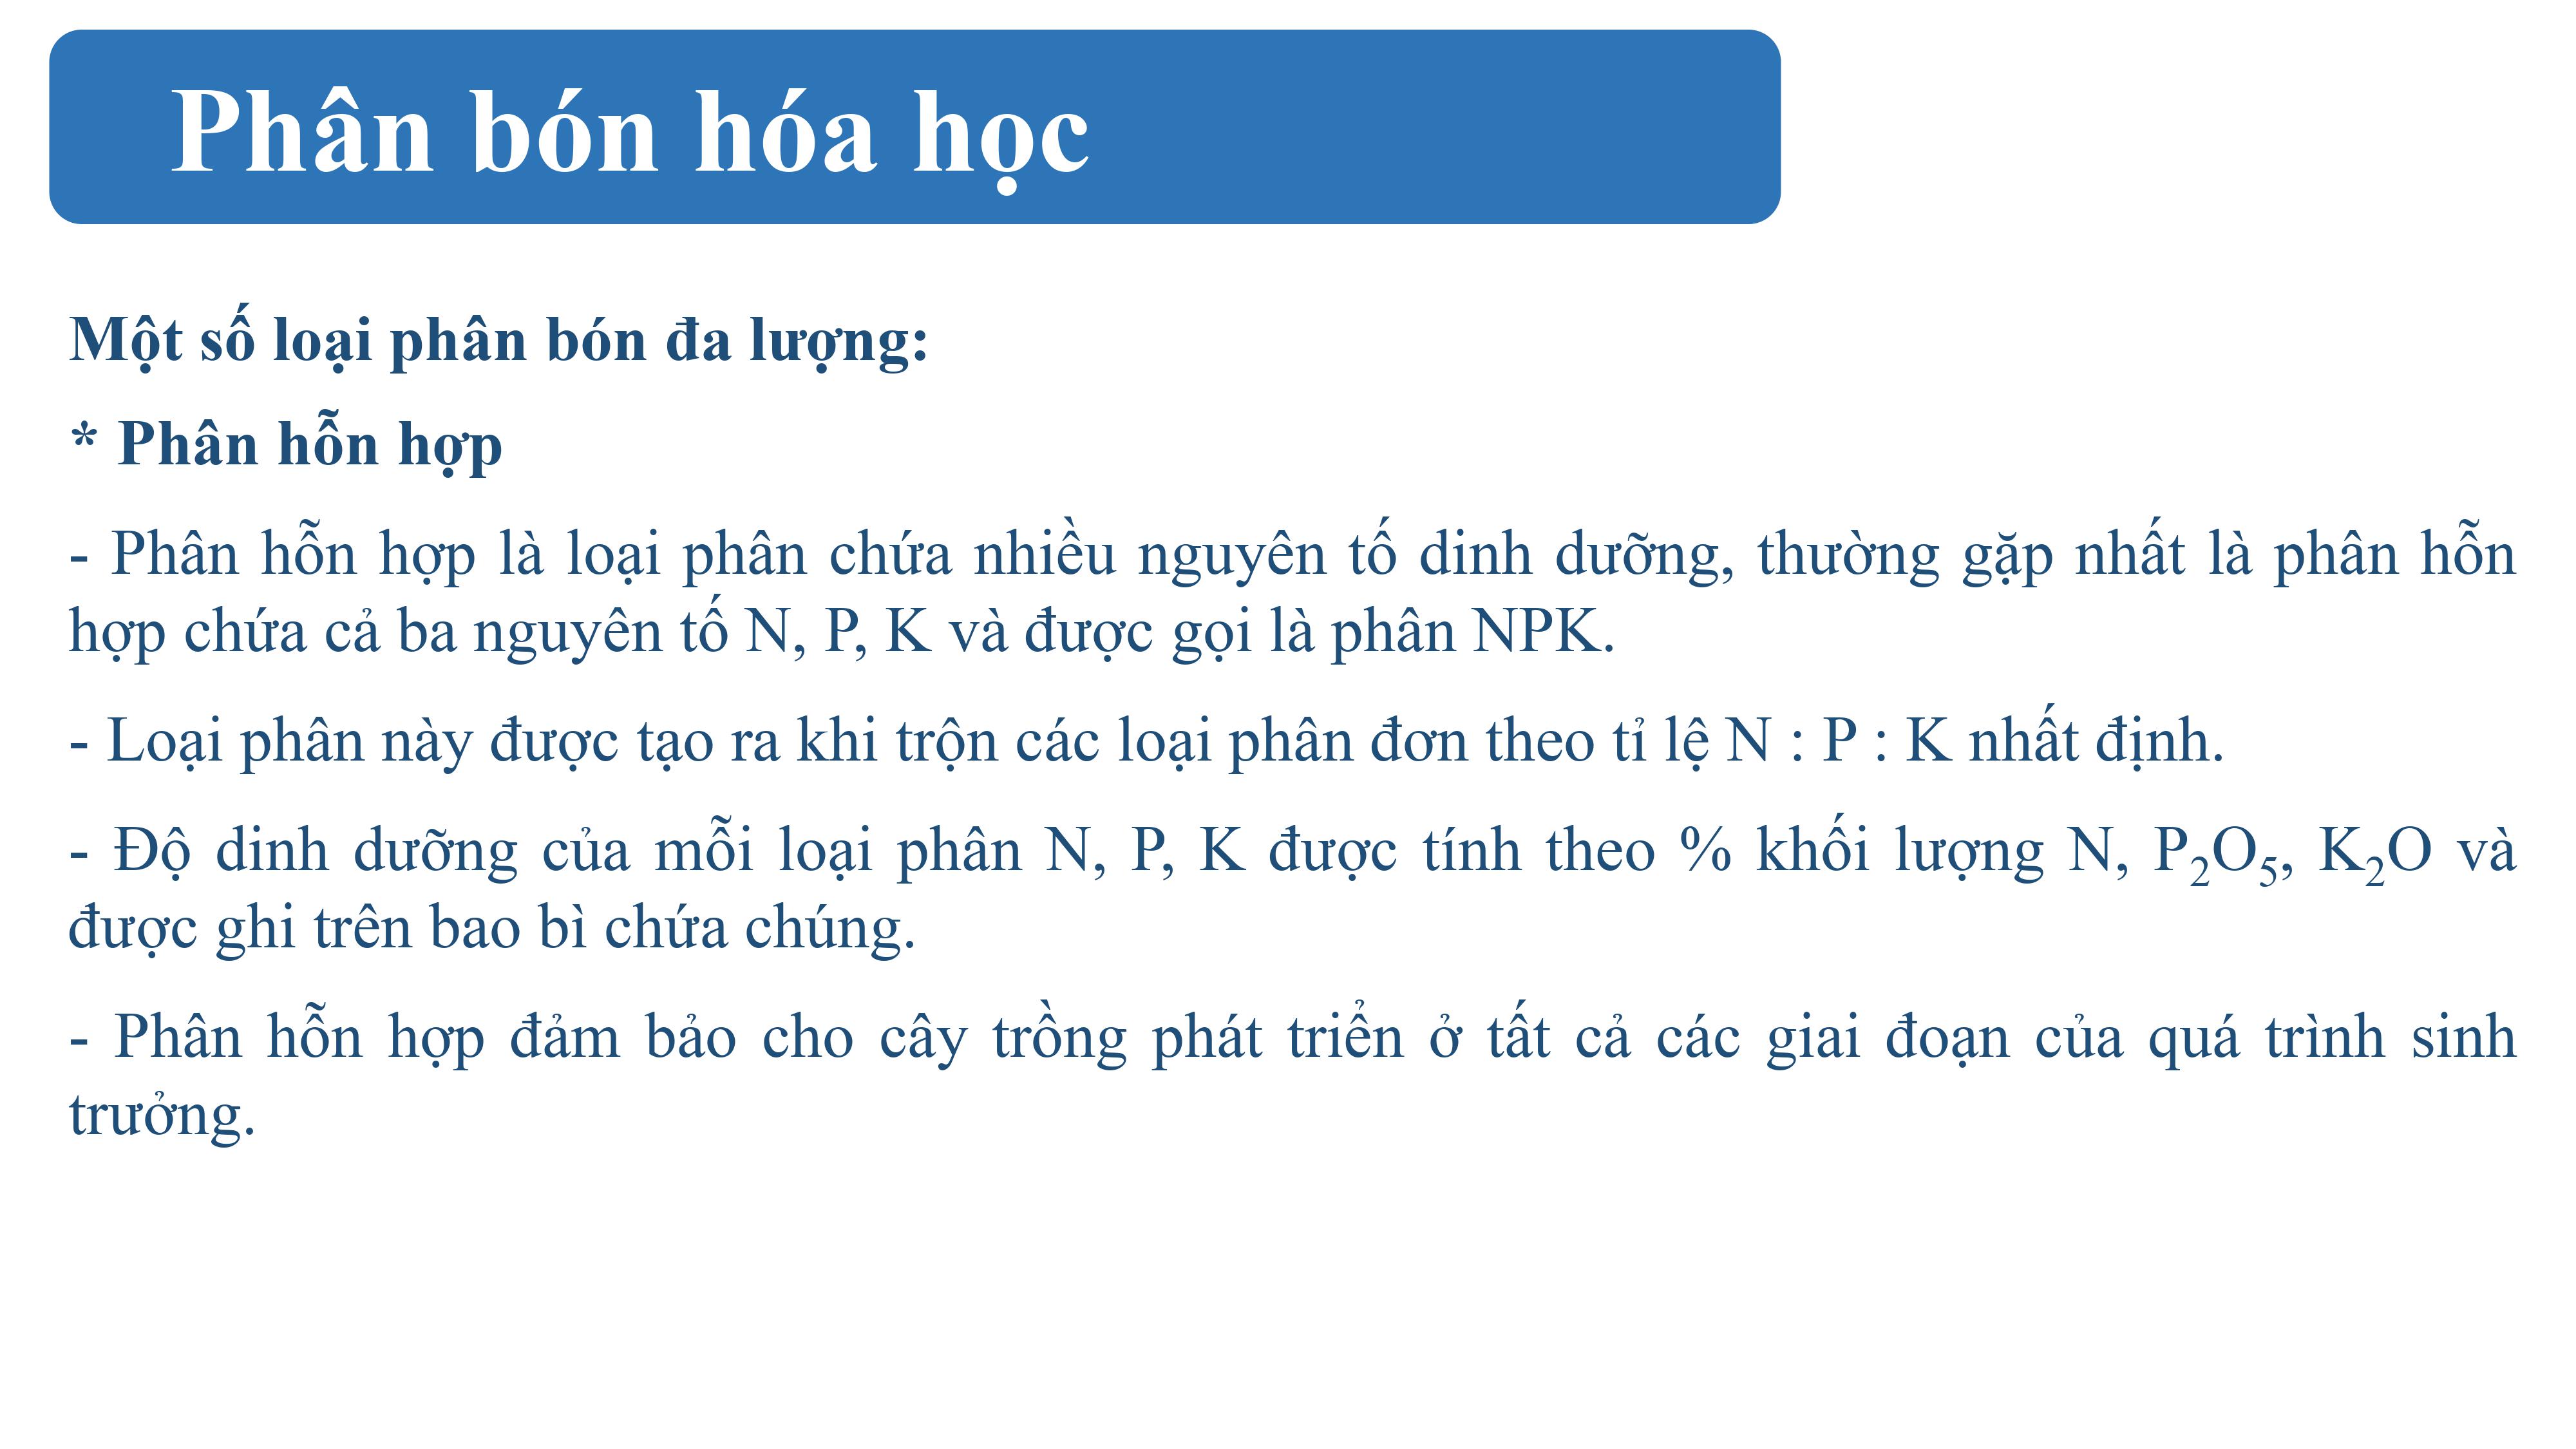 Phân bón hóa học
Một số loại phân bón đa lượng:
* Phân hỗn hợp
- Phân hỗn hợp là loại phân chứa nhiều nguyên tố dinh dưỡng, thường gặp nhất là phân hỗn
hợp chứa cả ba nguyên tố N, P, K và được gọi là phân NPK.
- Loại phân này được tạo ra khi trộn các loại phân đơn theo tỉ lệ N : P : K nhất định.
- Độ dinh dưỡng của mỗi loại phân N, P, K được tính theo % khối lượng N, P₂O₅, K₂O và
được ghi trên bao bì chứa chúng.
- Phân hỗn hợp đảm bảo cho cây trồng phát triển ở tất cả các giai đoạn của quá trình sinh
trưởng.